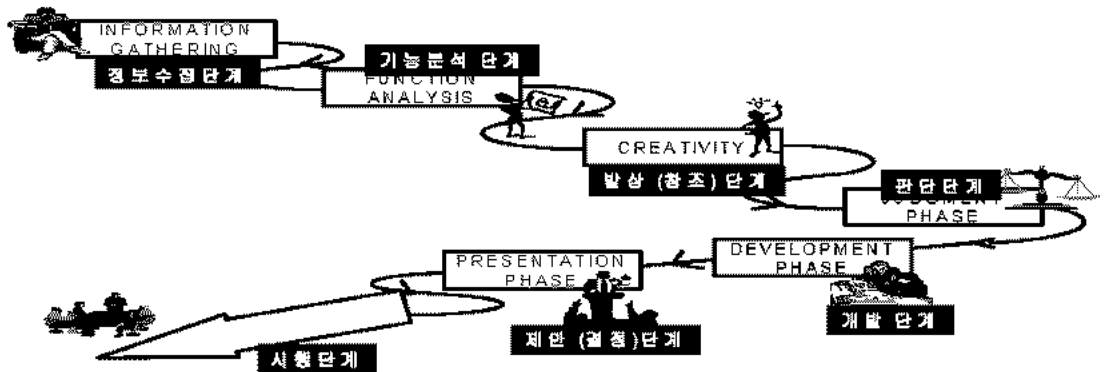 INFORMATION
GATHERING
정보수집단계
기능분석 단계
FUNCTION
ANALYSIS
CREATIVITY
발상 (창조) 단계
판단단계
JUDGMENT
PHASE
DEVELOPMENT
PHASE
개발 단계
PRESENTATION
PHASE
제안 (결정)단계
시행단계